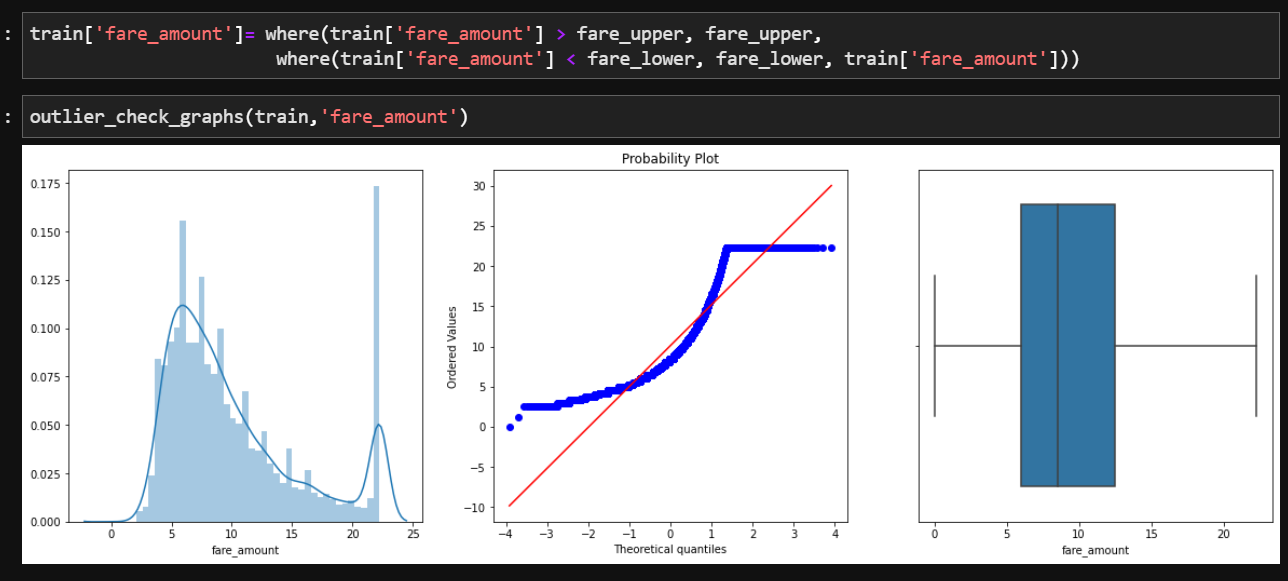 : train['fare_amount']= where(train['fare_amount'] > fare_upper, fare_upper,
where(train['fare_amount'] < fare_lower, fare_lower, train['fare_amount']))
: outlier_check_graphs(train,'fare_amount')
0.175
0.150
0.125
0.100
0.075
0.050
0.025
0.000
0 5 10 15 20 25
fare_amount
Probability Plot
Ordered Values
30
25
20
15
10
5
0
−5
−10
−4 −3 −2 −1 0 1 2 3 4
Theoretical quantiles
0 5 10 15 20
fare_amount